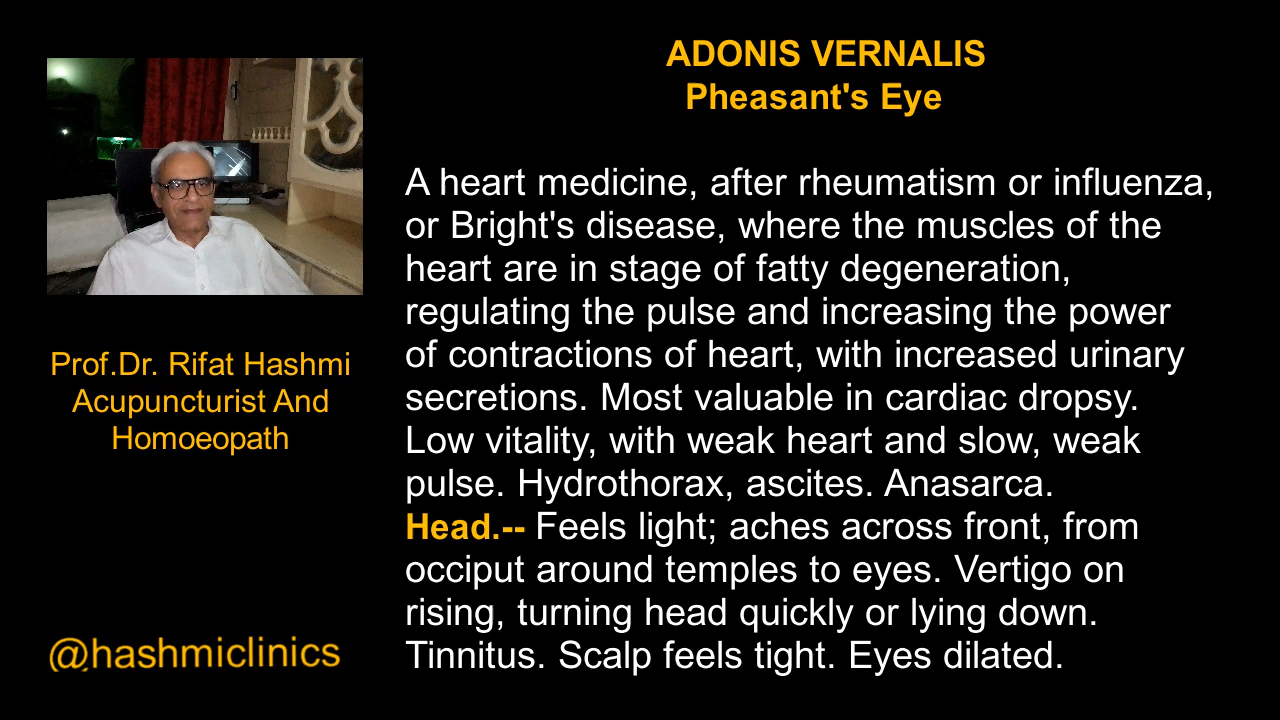 ADONIS VERNALIS
Pheasant's Eye
A heart medicine, after rheumatism or influenza,
or Bright's disease, where the muscles of the
heart are in stage of fatty degeneration,
regulating the pulse and increasing the power
of contractions of heart, with increased urinary
secretions. Most valuable in cardiac dropsy.
Low vitality, with weak heart and slow, weak
pulse. Hydrothorax, ascites. Anasarca.
Head.-- Feels light; aches across front, from
occiput around temples to eyes. Vertigo on
rising, turning head quickly or lying down.
Tinnitus. Scalp feels tight. Eyes dilated.
Prof.Dr. Rifat Hashmi
Acupuncturist And
Homoeopath
@hashmiclinics